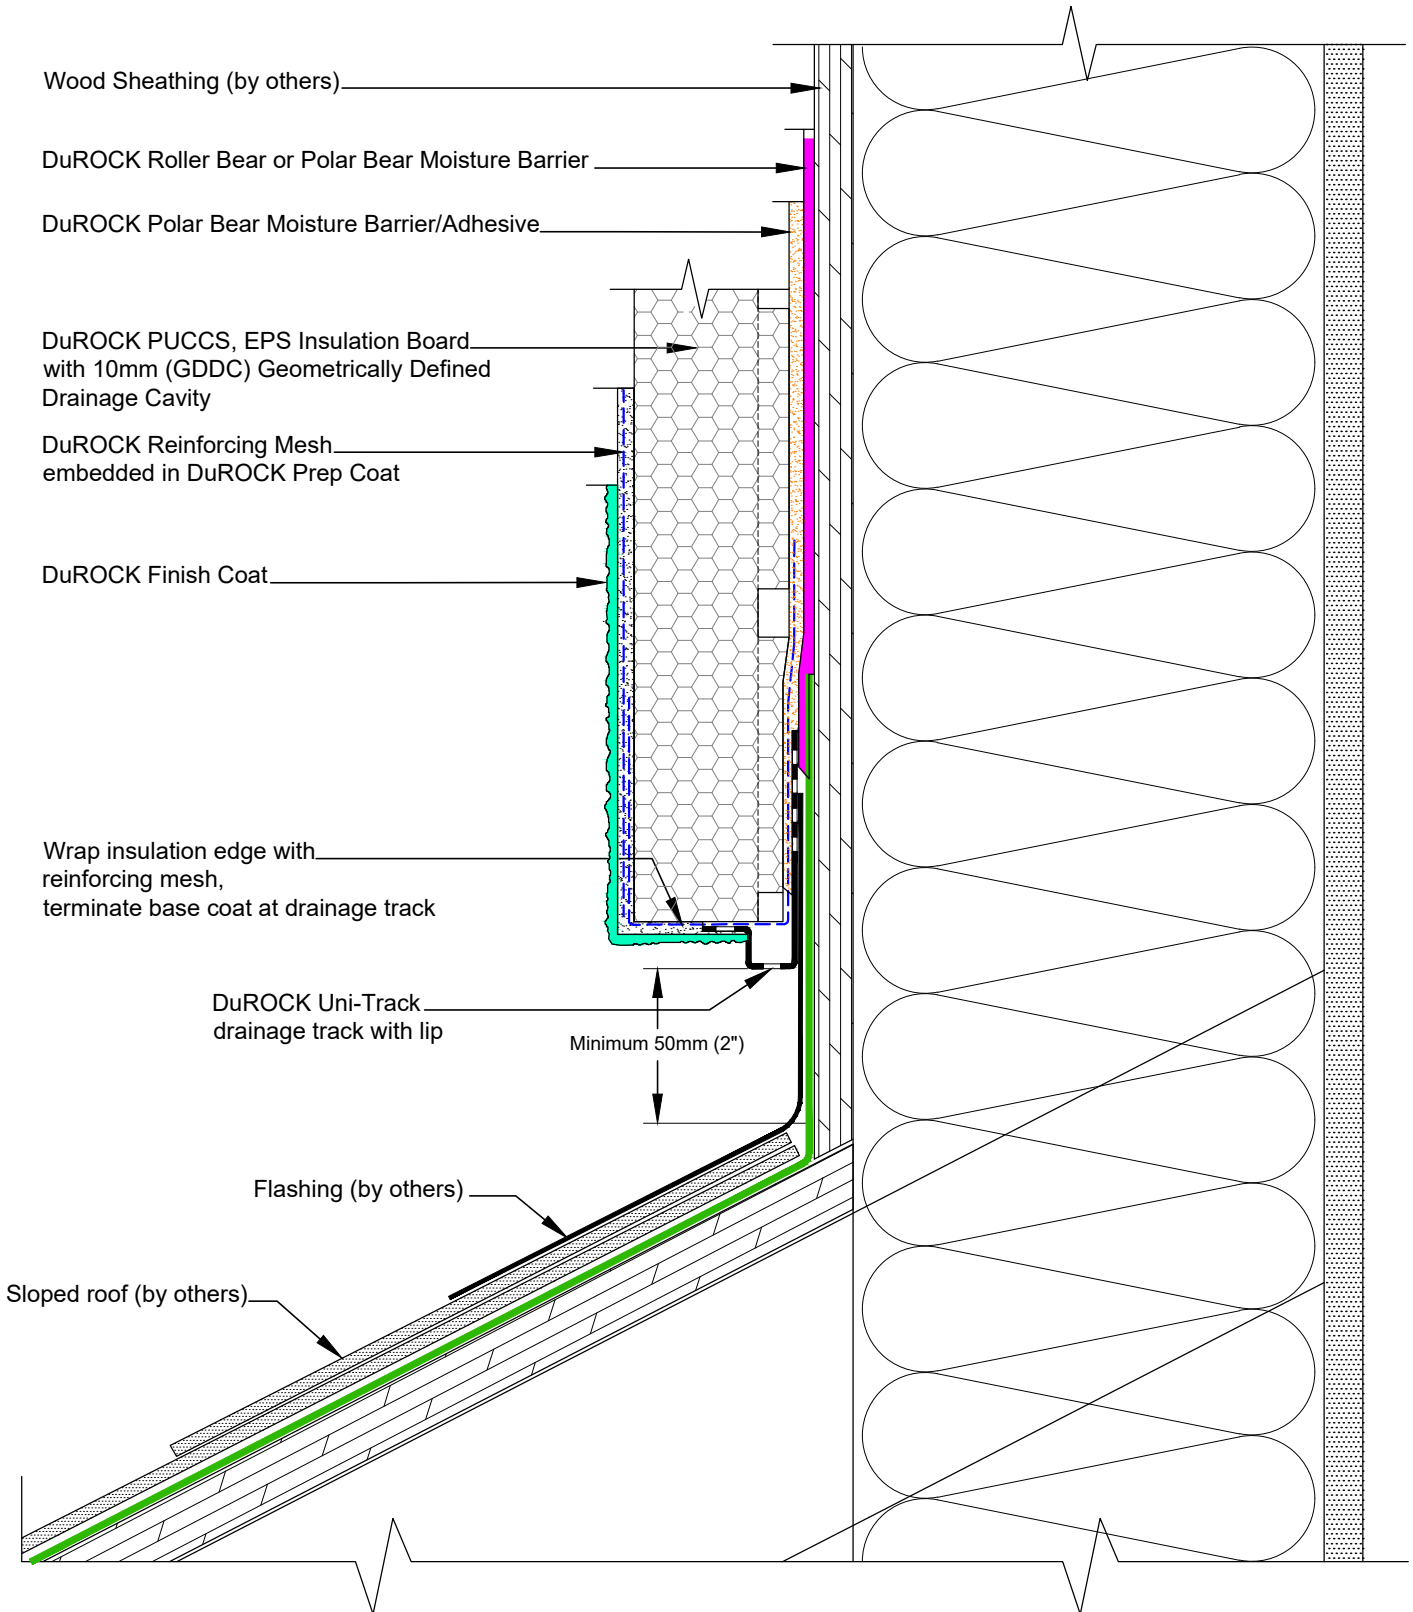 Wood Sheathing (by others)
DuROCK Roller Bear or Polar Bear Moisture Barrier
DuROCK Polar Bear Moisture Barrier/Adhesive
DuROCK PUCCS, EPS Insulation Board
with 10mm (GDDC) Geometrically Defined
Drainage Cavity
DuROCK Reinforcing Mesh
embedded in DuROCK Prep Coat
DuROCK Finish Coat
Wrap insulation edge with
reinforcing mesh,
terminate base coat at drainage track
DuROCK Uni-Track
drainage track with lip
Minimum 50mm (2")
Flashing (by others)
Sloped roof (by others)